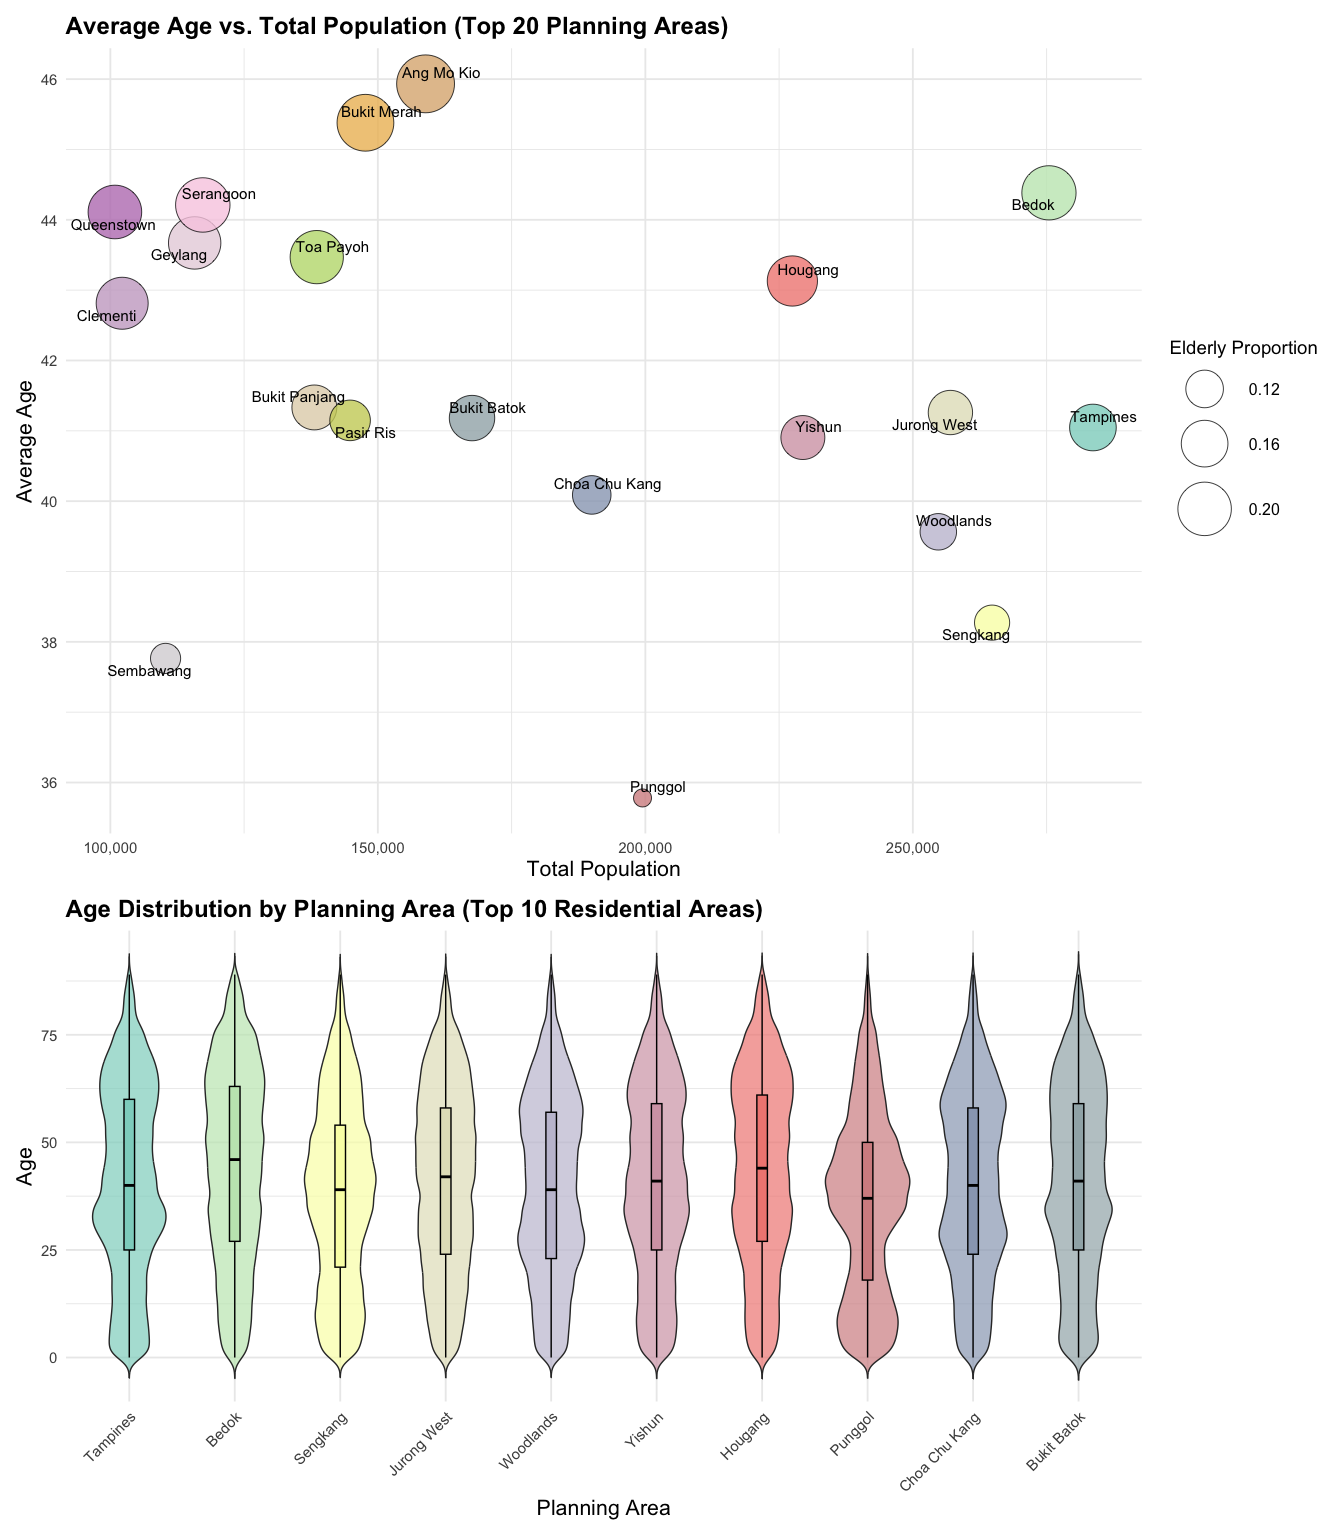 Average Age vs. Total Population (Top 20 Planning Areas)
46
44
42
40
38
36
Average Age
Ang Mo Kio
Bukit Merah
Serangoon
Bedok
Queenstown
Toa Payoh
Geylang
Hougang
Clementi
Bukit Panjang
Bukit Batok
Tampines
Jurong West
Yishun
Pasir Ris
Choa Chu Kang
Woodlands
Sengkang
Sembawang
Punggol
100,000
150,000
200,000
250,000
Total Population
Elderly Proportion
0.12
0.16
0.20
Age Distribution by Planning Area (Top 10 Residential Areas)
75
50
25
0
Age
Tampines
Bedok
Sengkang
Jurong West
Woodlands
Yishun
Hougang
Punggol
Choa Chu Kang
Bukit Batok
Planning Area